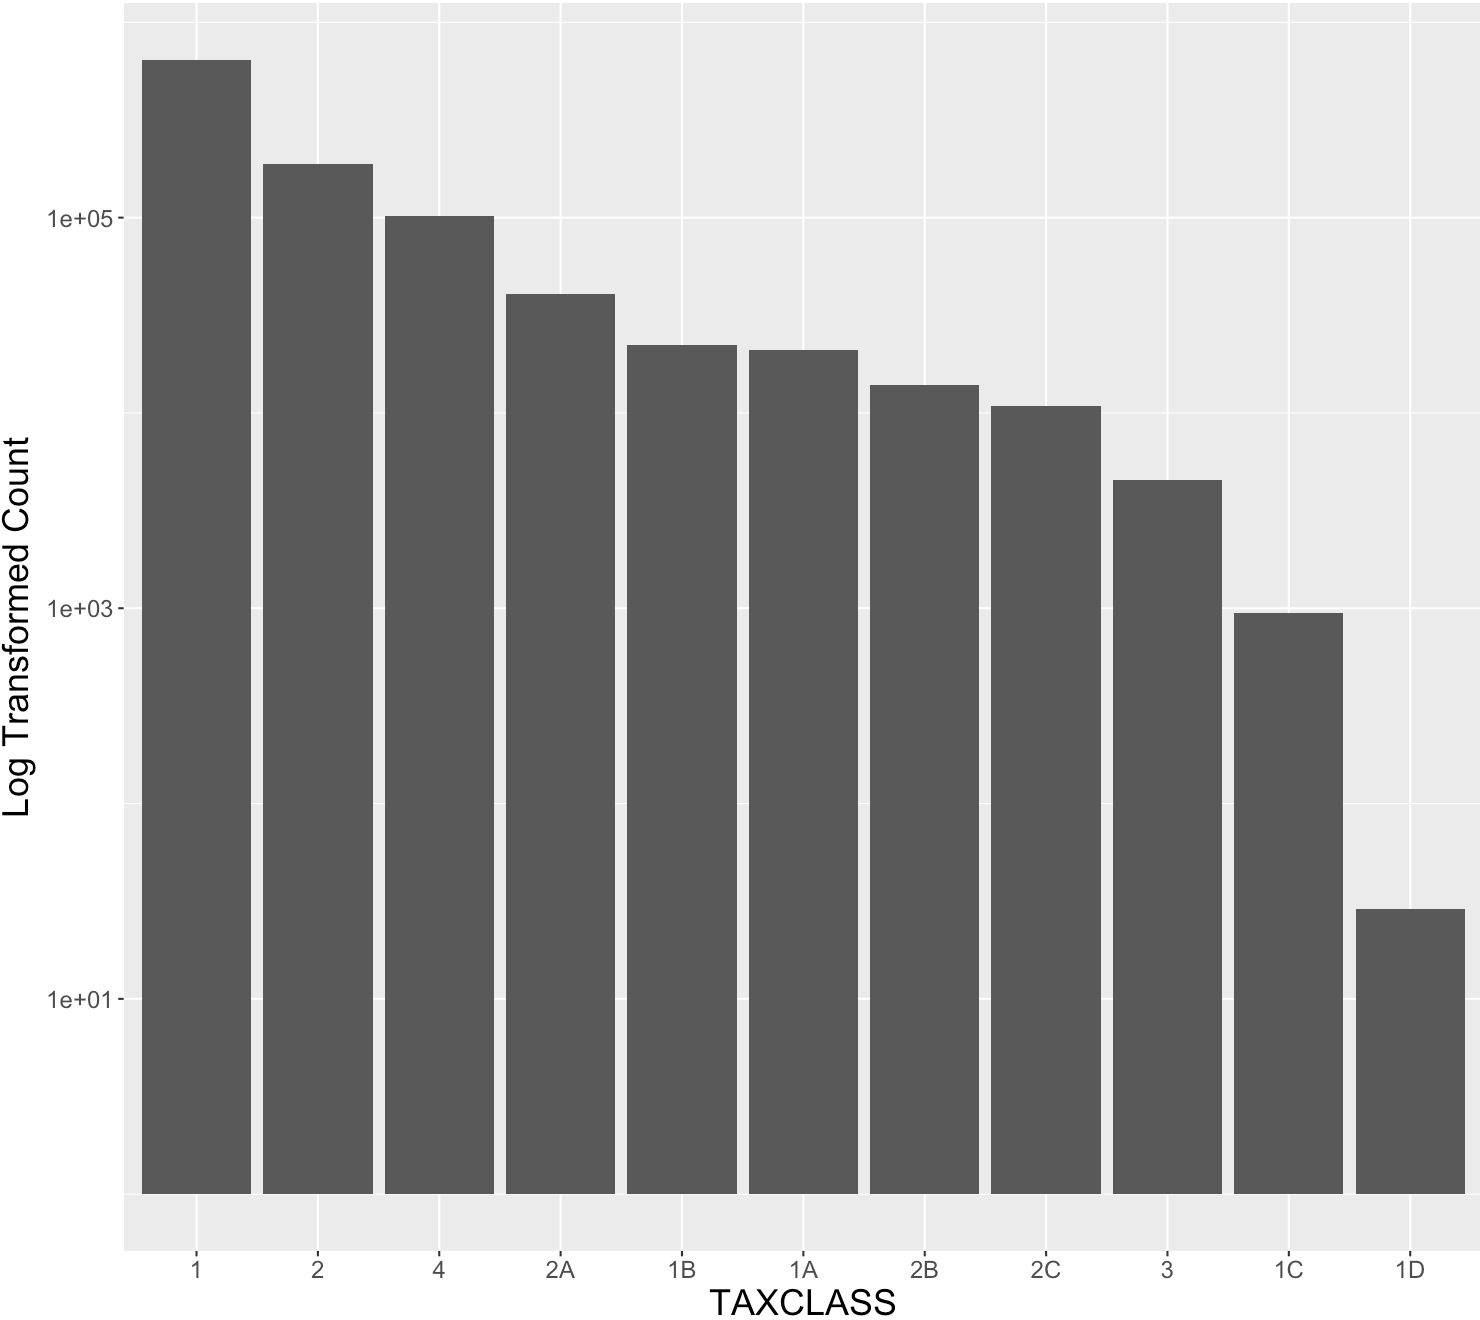 Log Transformed Count
1e+05
1e+03
1e+01
1 2 4 2A 1B 1A 2B 2C 3 1C 1D
TAXCLASS